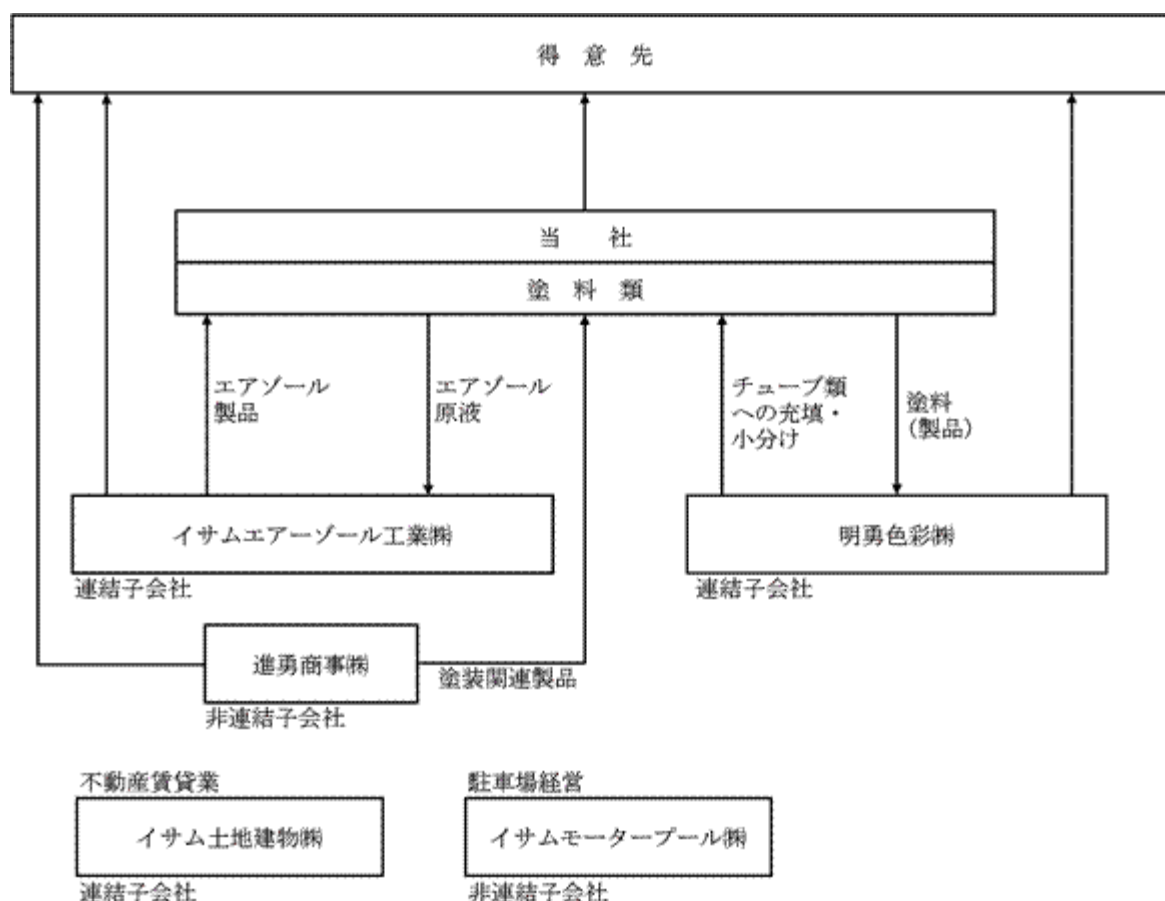 得意先
当社
塗料類
エアゾール
製品
エアゾール
原液
チューブ類
への充填・
小分け
塗料
(製品)
イサムエアーゾール工業㈱
連結子会社
明勇色彩㈱
連結子会社
進勇商事㈱
非連結子会社
塗装関連製品
不動産賃貸業
イサム土地建物㈱
連結子会社
駐車場経営
イサムモータープール㈱
非連結子会社